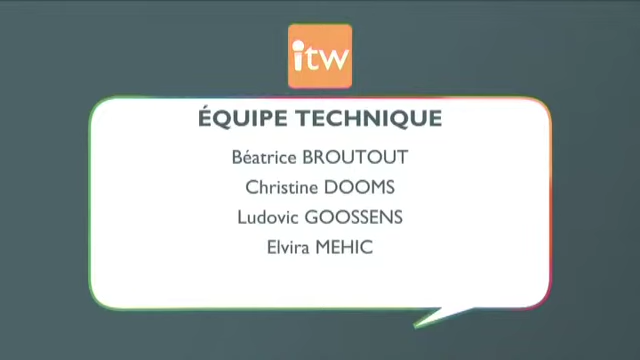 itw
ÉQUIPE TECHNIQUE
Béatrice BROUTOUT
Christine DOOMS
Ludovic GOOSSENS
Elvira MEHIC